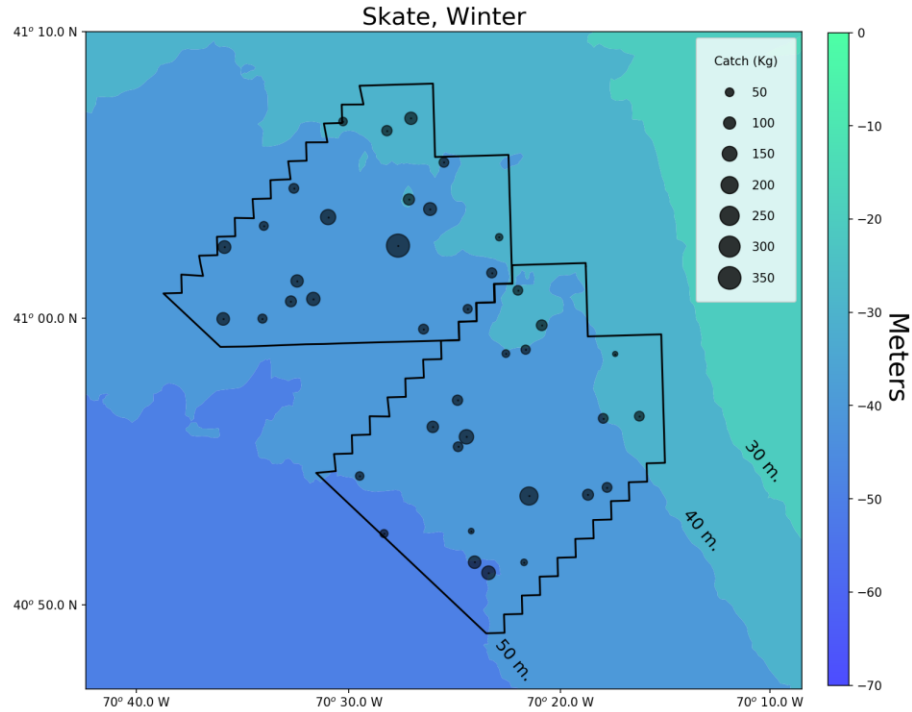 Skate, Winter
41° 10.0 N
41° 00.0 N
40° 50.0 N
70° 40.0 W
70° 30.0 W
70° 20.0 W
70° 10.0 W
Catch (Kg)
50
100
150
200
250
300
350
30 m.
40 m.
50 m.
0
−10
−20
−30
−40
−50
−60
−70
Meters